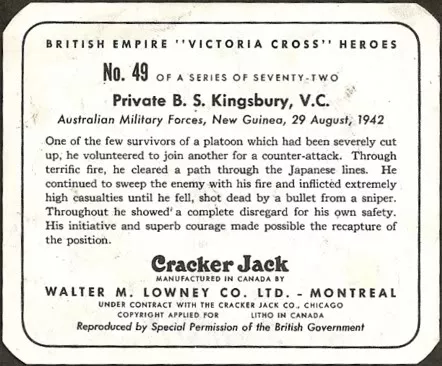 BRITISH EMPIRE "VICTORIA CROSS" HEROES
No. 49 OF A SERIES OF SEVENTY-TWO
Private B. S. Kingsbury, V.C.
Australian Military Forces, New Guinea, 29 August, 1942
One of the few survivors of a platoon which had been severely cut
up, he volunteered to join another for a counter-attack. Through
terrific fire, he cleared a path through the Japanese lines. He
continued to sweep the enemy with his fire and inflicted extremely
high casualties until he fell, shot dead by a bullet from a sniper.
Throughout he showed a complete disregard for his own safety.
His initiative and superb courage made possible the recapture of
the position.
Cracker Jack
MANUFACTURED IN CANADA BY
WALTER M. LOWNEY CO. LTD. - MONTREAL
UNDER CONTRACT WITH THE CRACKER JACK CO., CHICAGO
COPYRIGHT APPLIED FOR LITHO IN CANADA
Reproduced by Special Permission of the British Government